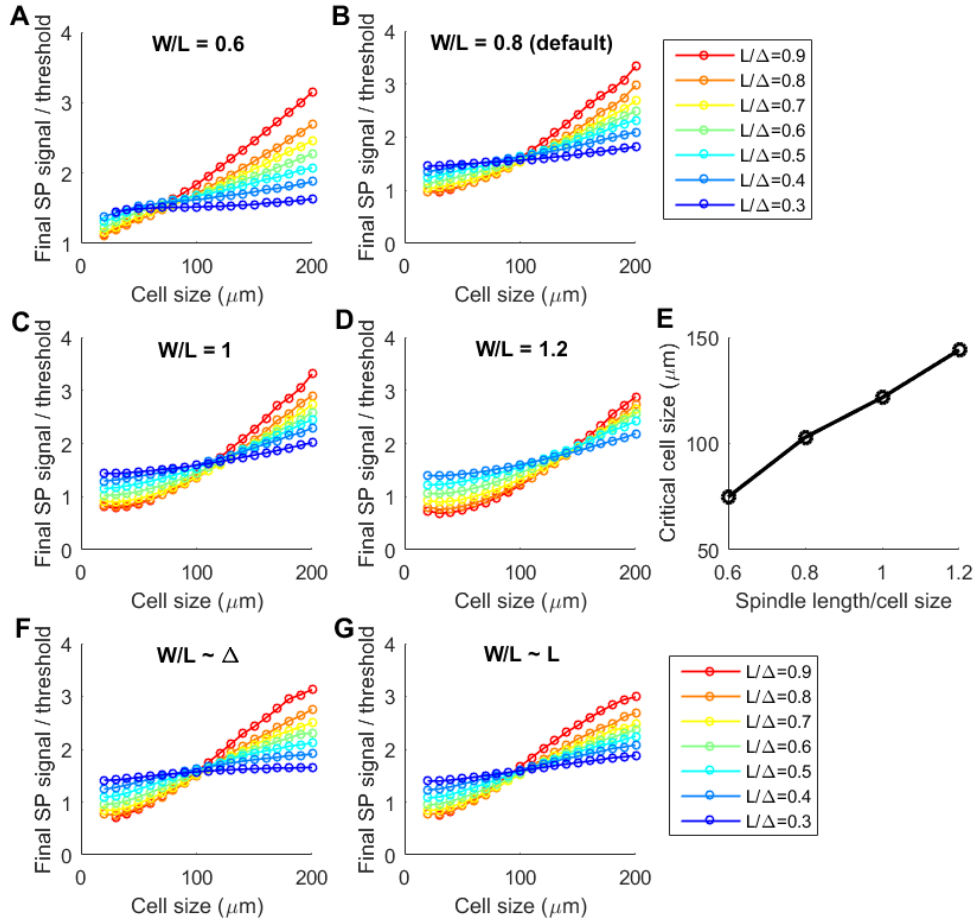 A
W/L = 0.6
Final SP signal / threshold
4
3
2
1
0
100
200
Cell size (μm)
B
W/L = 0.8 (default)
Final SP signal / threshold
4
3
2
1
0
0
100
200
Cell size (μm)
L/Δ=0.9
L/Δ=0.8
L/Δ=0.7
L/Δ=0.6
L/Δ=0.5
L/Δ=0.4
L/Δ=0.3
C
W/L = 1
Final SP signal / threshold
4
3
2
1
0
0
100
200
Cell size (μm)
D
W/L = 1.2
Final SP signal / threshold
4
3
2
1
0
0
100
200
Cell size (μm)
E
Critical cell size (μm)
150
100
50
0.6
0.8
1
1.2
Spindle length/cell size
F
W/L ~ Δ
Final SP signal / threshold
4
3
2
1
0
0
100
200
Cell size (μm)
G
W/L ~ L
Final SP signal / threshold
4
3
2
1
0
0
100
200
Cell size (μm)
L/Δ=0.9
L/Δ=0.8
L/Δ=0.7
L/Δ=0.6
L/Δ=0.5
L/Δ=0.4
L/Δ=0.3